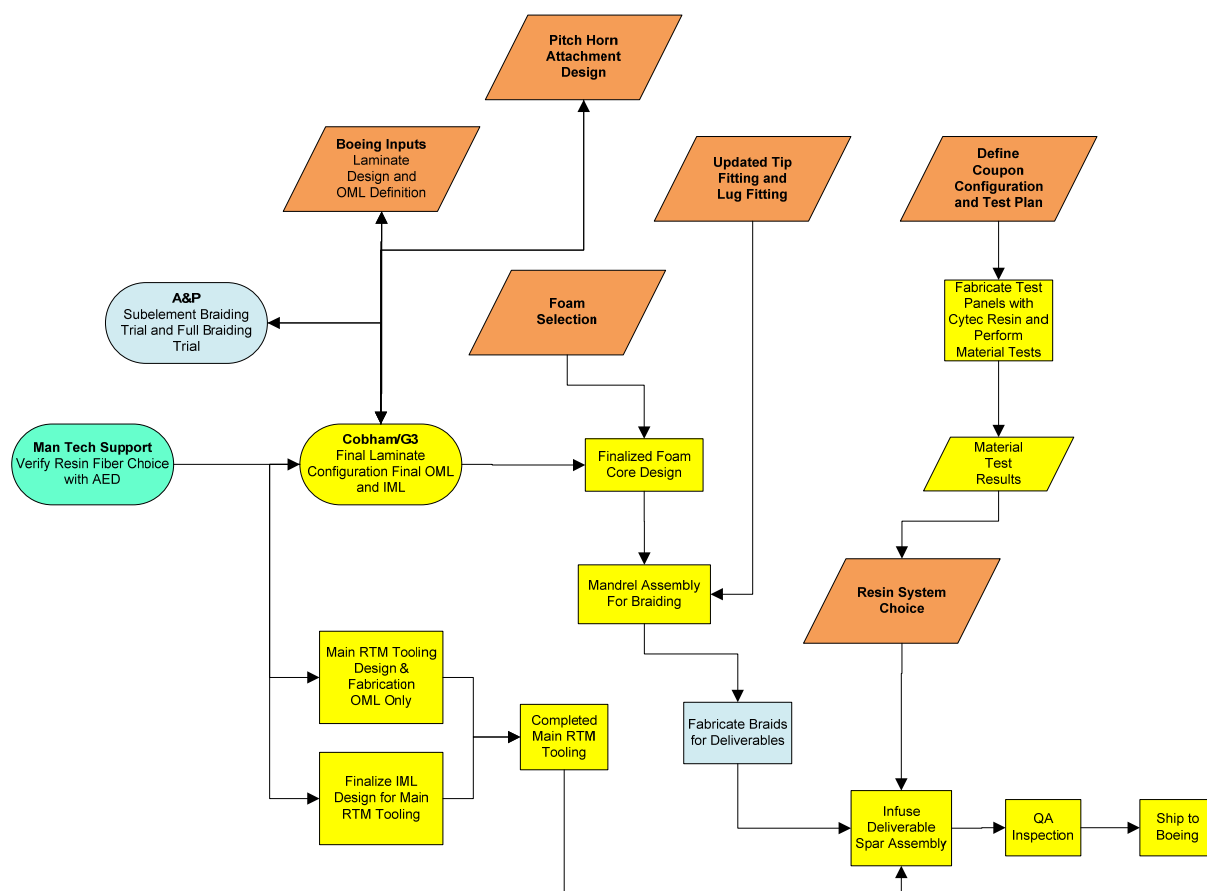 Pitch Horn
Attachment
Design
Boeing Inputs
Laminate
Design and
OML Definition
Updated Tip
Fitting and
Lug Fitting
Define
Coupon
Configuration
and Test Plan
A&P
Subelement Braiding
Trial and Full Braiding
Trial
Foam
Selection
Fabricate Test
Panels with
Cytec Resin and
Perform
Material Tests
Man Tech Support
Verify Resin Fiber Choice
with AED
Cobham/G3
Final Laminate
Configuration Final OML
and IML
Finalized Foam
Core Design
Material
Test
Results
Mandrel Assembly
For Braiding
Resin System
Choice
Main RTM Tooling
Design &
Fabrication
OML Only
Completed
Main RTM
Tooling
Fabricate Braids
for Deliverables
Finalize IML
Design for Main
RTM Tooling
Infuse
Deliverable
Spar Assembly
QA
Inspection
Ship to
Boeing